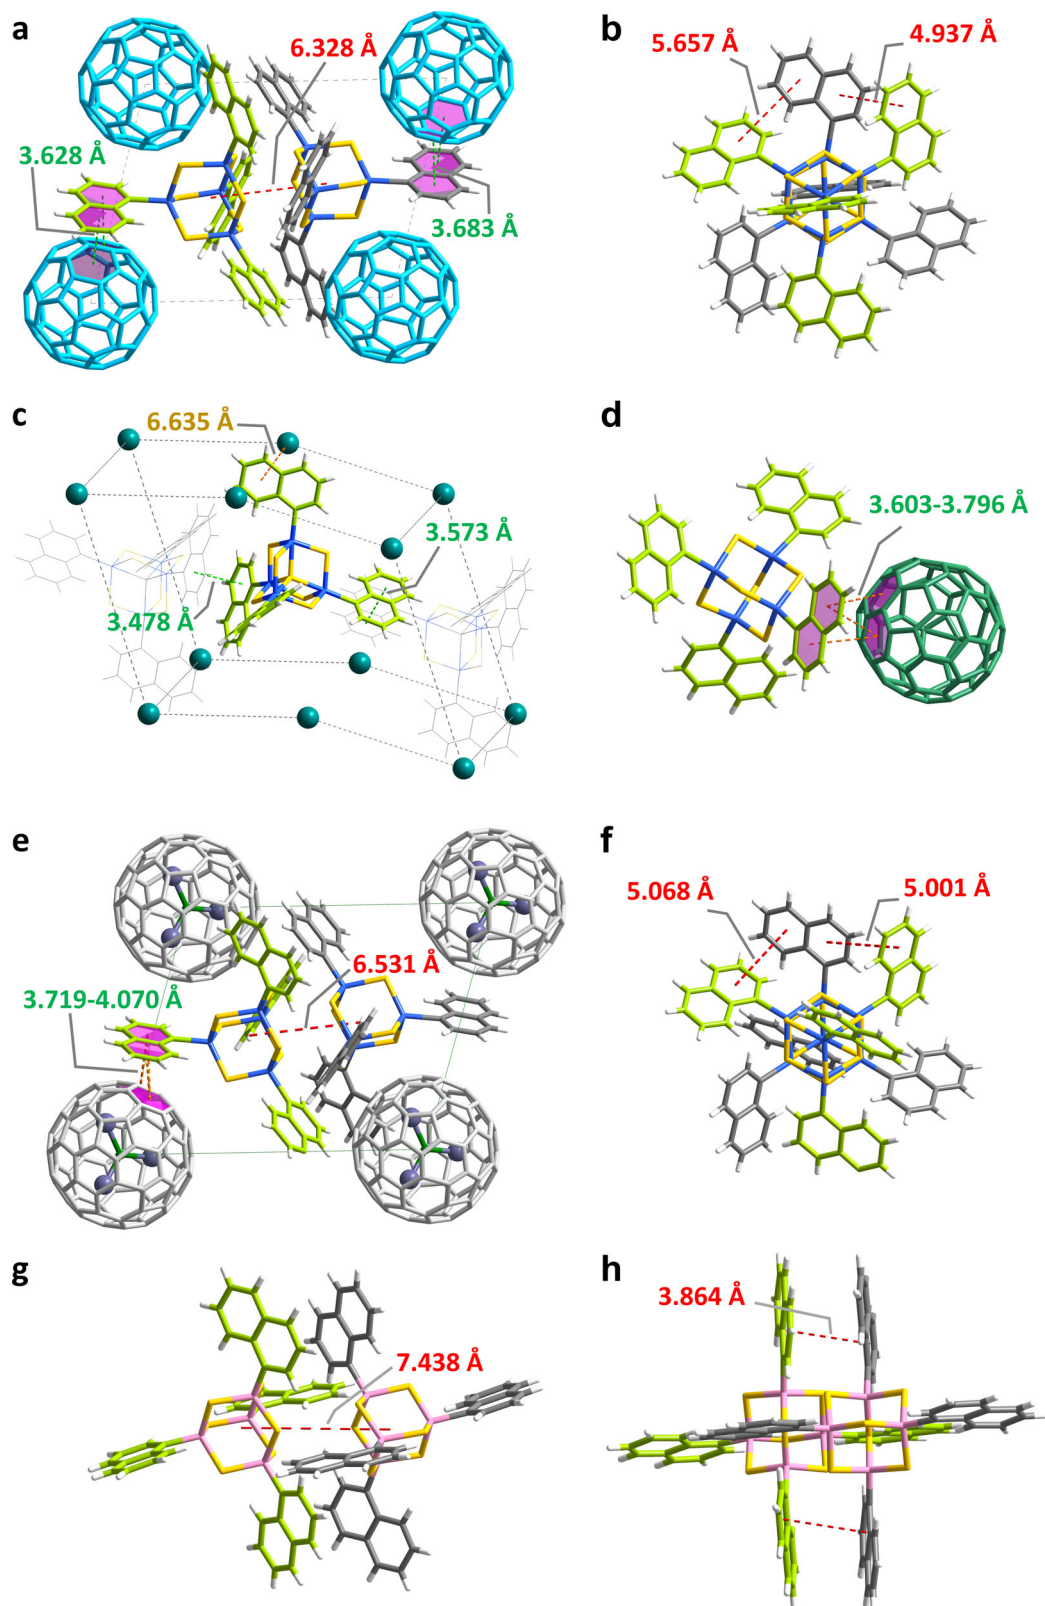 a
6.328 Å
3.628 Å
3.683 Å
b
5.657 Å
4.937 Å
c
6.635 Å
3.573 Å
3.478 Å
d
3.603-3.796 Å
e
6.531 Å
3.719-4.070 Å
f
5.068 Å
5.001 Å
g
7.438 Å
h
3.864 Å